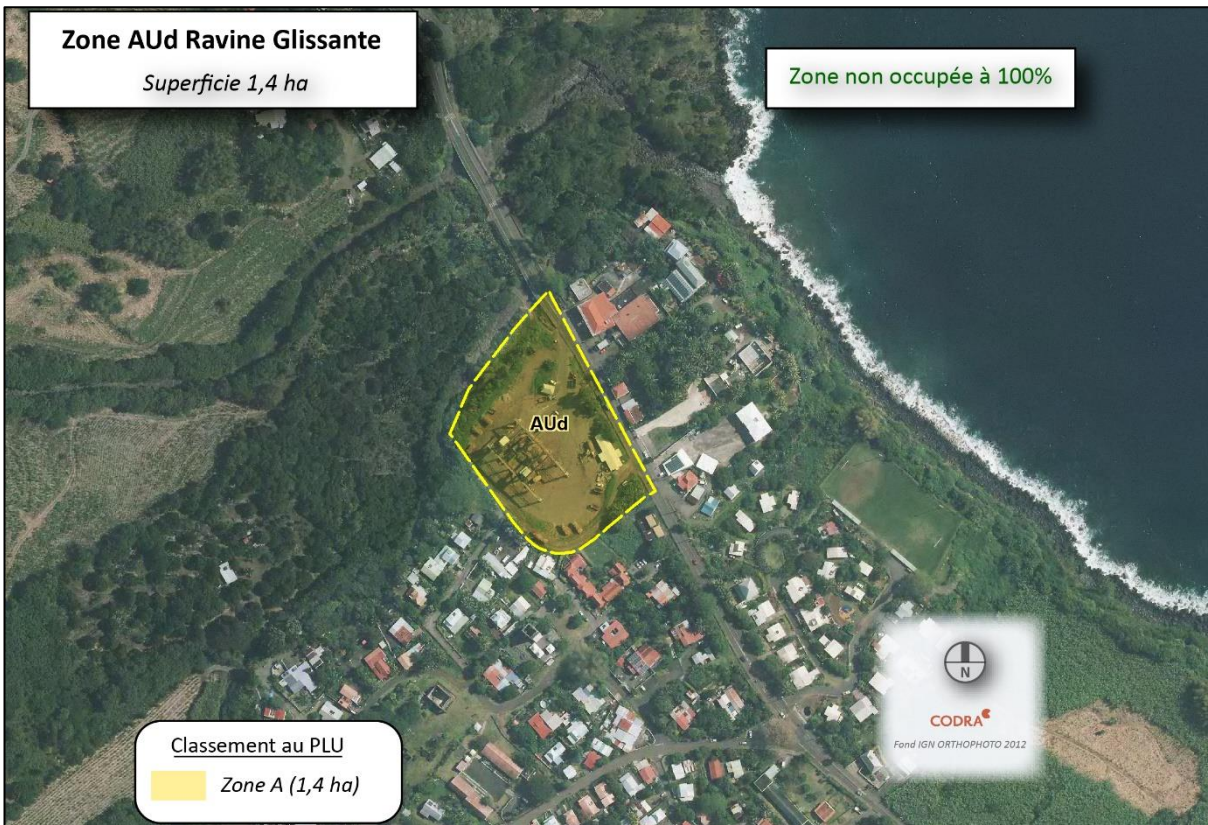 Zone AUd Ravine Glissante
Superficie 1,4 ha
Zone non occupée à 100%
AUd
Classement au PLU
Zone A (1,4 ha)
N
CODRA
Fond IGN ORTHOPHOTO 2012